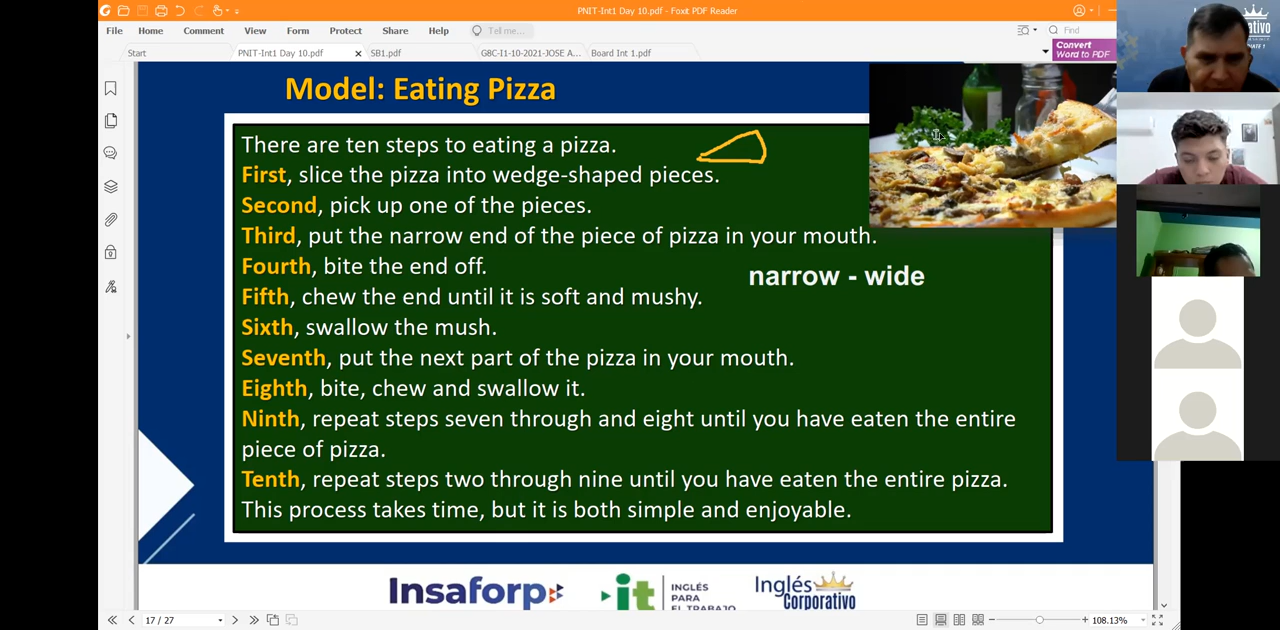 PNIT-Int1 Day 10.pdf - Foxit PDF Reader
File Home Comment View Form Protect Share Help Tell me... Find
Start PNIT-Int1 Day 10.pdf SB1.pdf G8C-I1-10-2021-JOSE A... Board Int 1.pdf
Convert
Word to PDF
Model: Eating Pizza
There are ten steps to eating a pizza.
First, slice the pizza into wedge-shaped pieces.
Second, pick up one of the pieces.
Third, put the narrow end of the piece of pizza in your mouth.
Fourth, bite the end off.
narrow - wide
Fifth, chew the end until it is soft and mushy.
Sixth, swallow the mush.
Seventh, put the next part of the pizza in your mouth.
Eighth, bite, chew and swallow it.
Ninth, repeat steps seven through and eight until you have eaten the entire
piece of pizza.
Tenth, repeat steps two through nine until you have eaten the entire pizza.
This process takes time, but it is both simple and enjoyable.
Insaforp
it
INGLÉS
PARA
EL TRABAJO
Inglés
Corporativo
17 / 27
108.13%